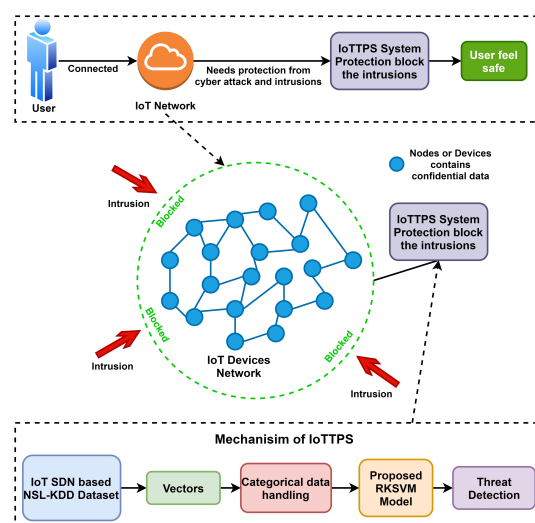 User
Connected
IoT Network
Needs protection from
cyber attack and intrusions
IoTTPS System
Protection block
the intrusions
User feel
safe
Nodes or Devices
contains
confidential data
Intrusion
Blocked
IoTTPS System
Protection block
the intrusions
Blocked
Intrusion
IoT Devices
Network
Blocked
Intrusion
Mechanisim of IoTTPS
IoT SDN based
NSL-KDD Dataset
Vectors
Categorical data
handling
Proposed
RKSVM
Model
Threat
Detection